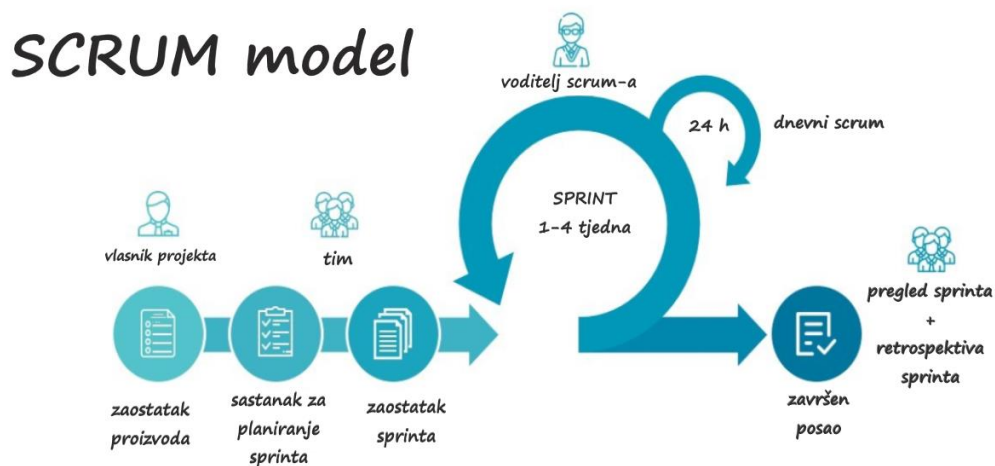 SCRUM model
voditelj scrum-a
24 h
dnevni scrum
SPRINT
1-4 tjedna
vlasnik projekta
tim
pregled sprinta
+
retrospektiva
sprinta
zaostatak
proizvoda
sastanak za
planiranje
sprinta
zaostatak
sprinta
završen
posao